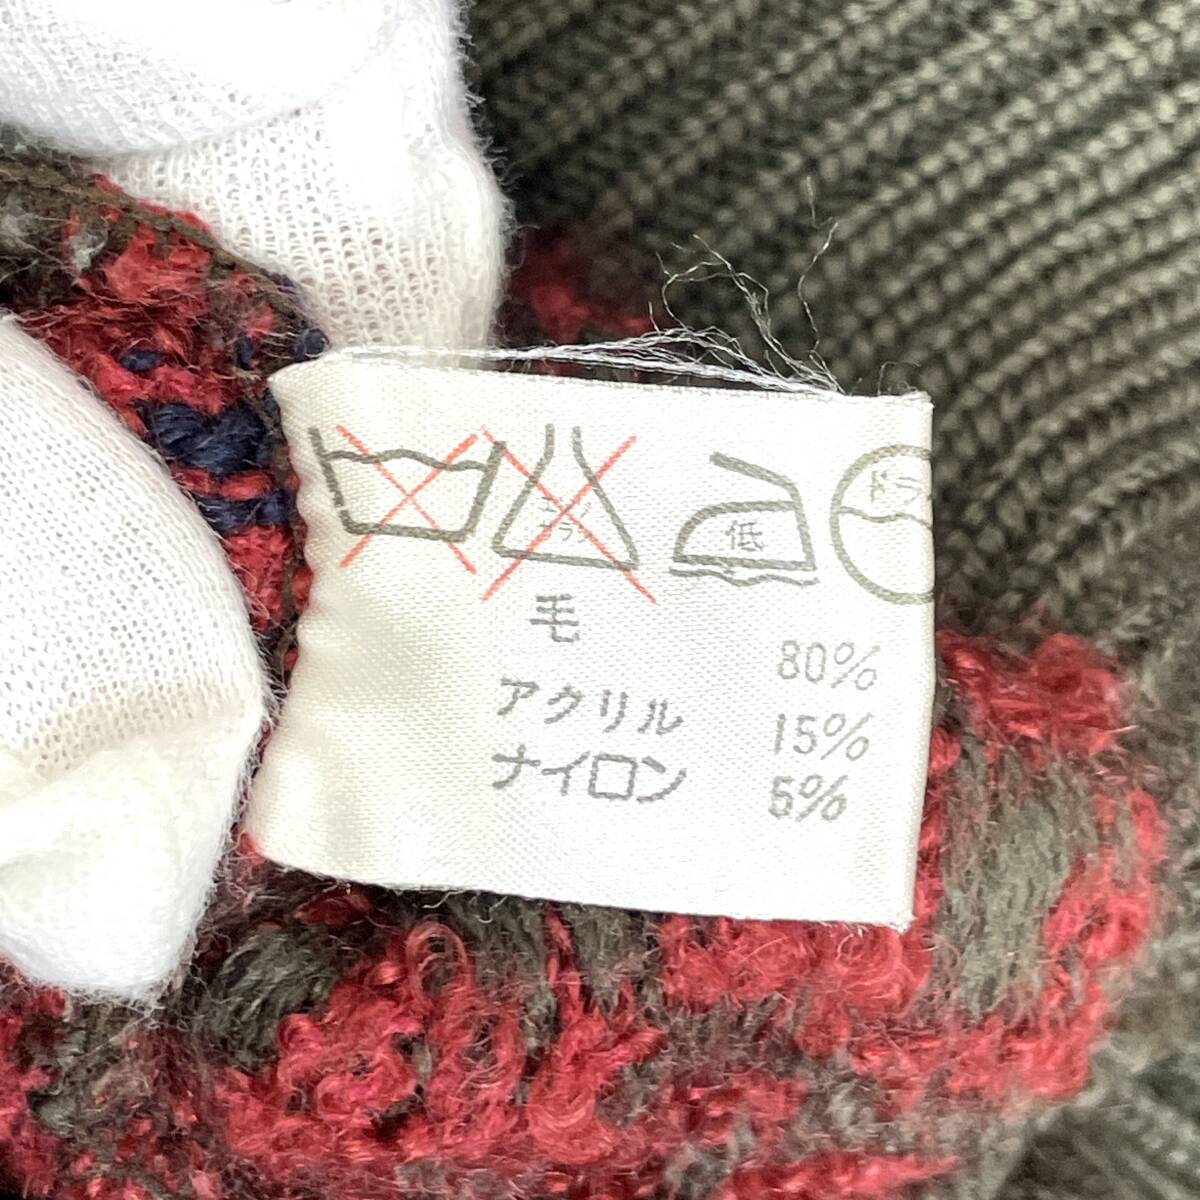 エンソ
サラシ
低
ドラ
毛 80%
アクリル 15%
ナイロン 5%